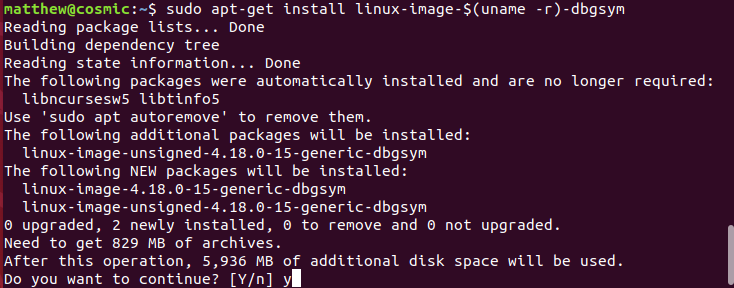 matthew@cosmic:~$ sudo apt-get install linux-image-$(uname -r)-dbgsym
Reading package lists... Done
Building dependency tree
Reading state information... Done
The following packages were automatically installed and are no longer required:
  libncursesw5 libtinfo5
Use 'sudo apt autoremove' to remove them.
The following additional packages will be installed:
  linux-image-unsigned-4.18.0-15-generic-dbgsym
The following NEW packages will be installed:
  linux-image-4.18.0-15-generic-dbgsym
  linux-image-unsigned-4.18.0-15-generic-dbgsym
0 upgraded, 2 newly installed, 0 to remove and 0 not upgraded.
Need to get 829 MB of archives.
After this operation, 5,936 MB of additional disk space will be used.
Do you want to continue? [Y/n] y